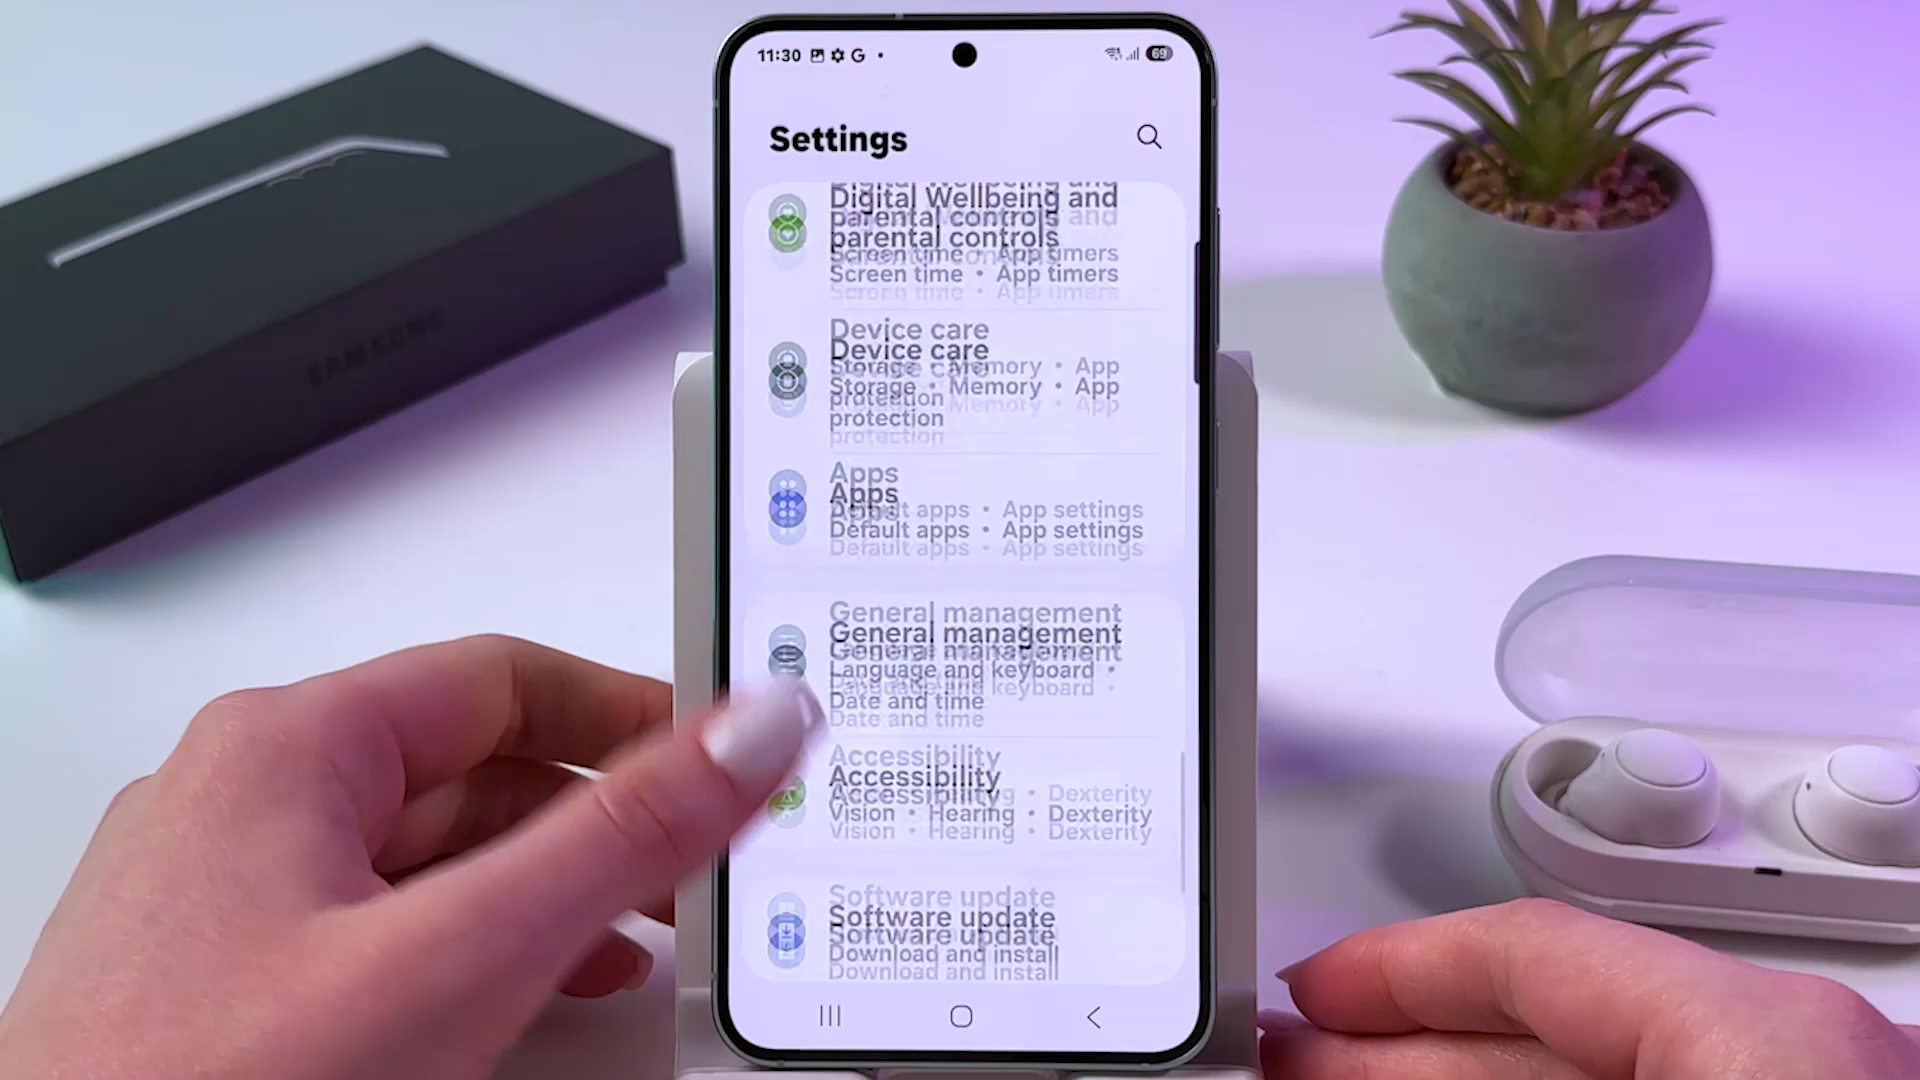 11:30
69
Settings
Digital Wellbeing and
parental controls
Screen time • App timers
Device care
Storage • Memory • App
protection
Apps
Default apps • App settings
General management
Language and keyboard •
Date and time
Accessibility
Vision • Hearing • Dexterity
Software update
Download and install
SAMSUNG